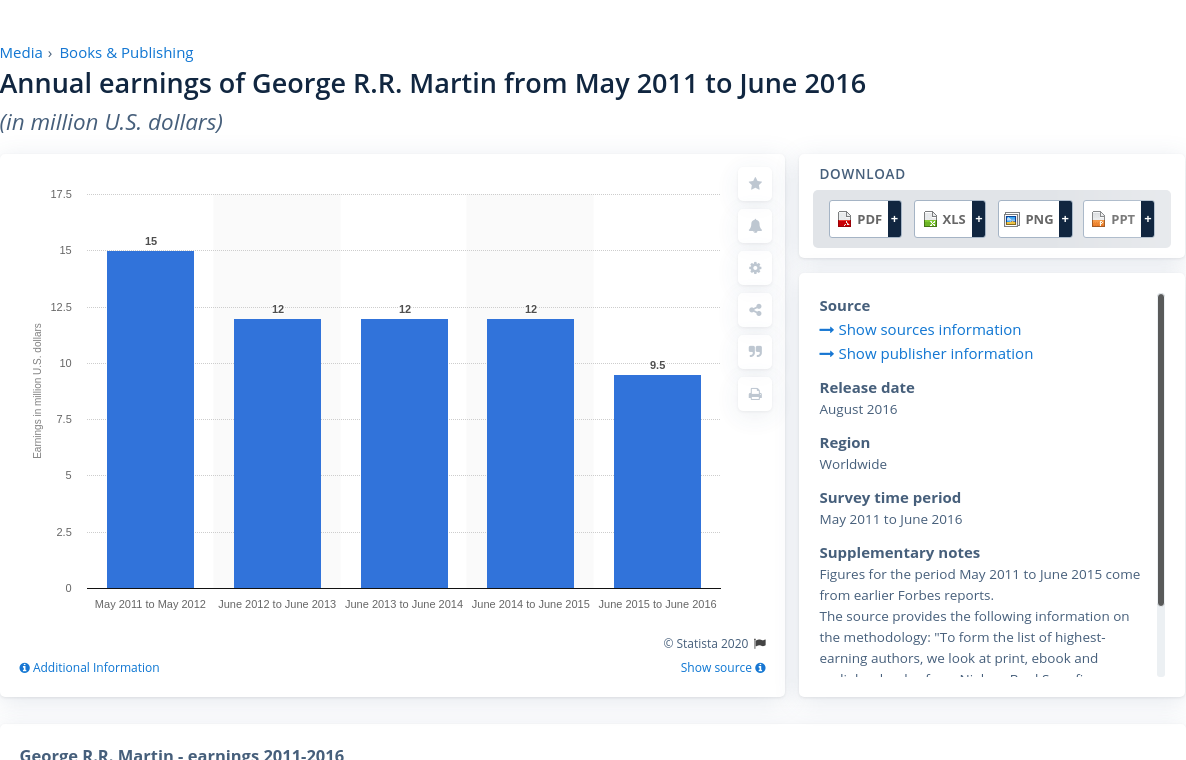 Media › Books & Publishing
Annual earnings of George R.R. Martin from May 2011 to June 2016
(in million U.S. dollars)
Earnings in million U.S. dollars
17.5
15
12.5
10
7.5
5
2.5
0
15
12
12
12
9.5
May 2011 to May 2012
June 2012 to June 2013
June 2013 to June 2014
June 2014 to June 2015
June 2015 to June 2016
© Statista 2020
Additional Information
Show source
DOWNLOAD
PDF +
XLS +
PNG +
PPT +
Source
Show sources information
Show publisher information
Release date
August 2016
Region
Worldwide
Survey time period
May 2011 to June 2016
Supplementary notes
Figures for the period May 2011 to June 2015 come
from earlier Forbes reports.
The source provides the following information on
the methodology: "To form the list of highest-
earning authors, we look at print, ebook and
George R.R. Martin - earnings 2011-2016